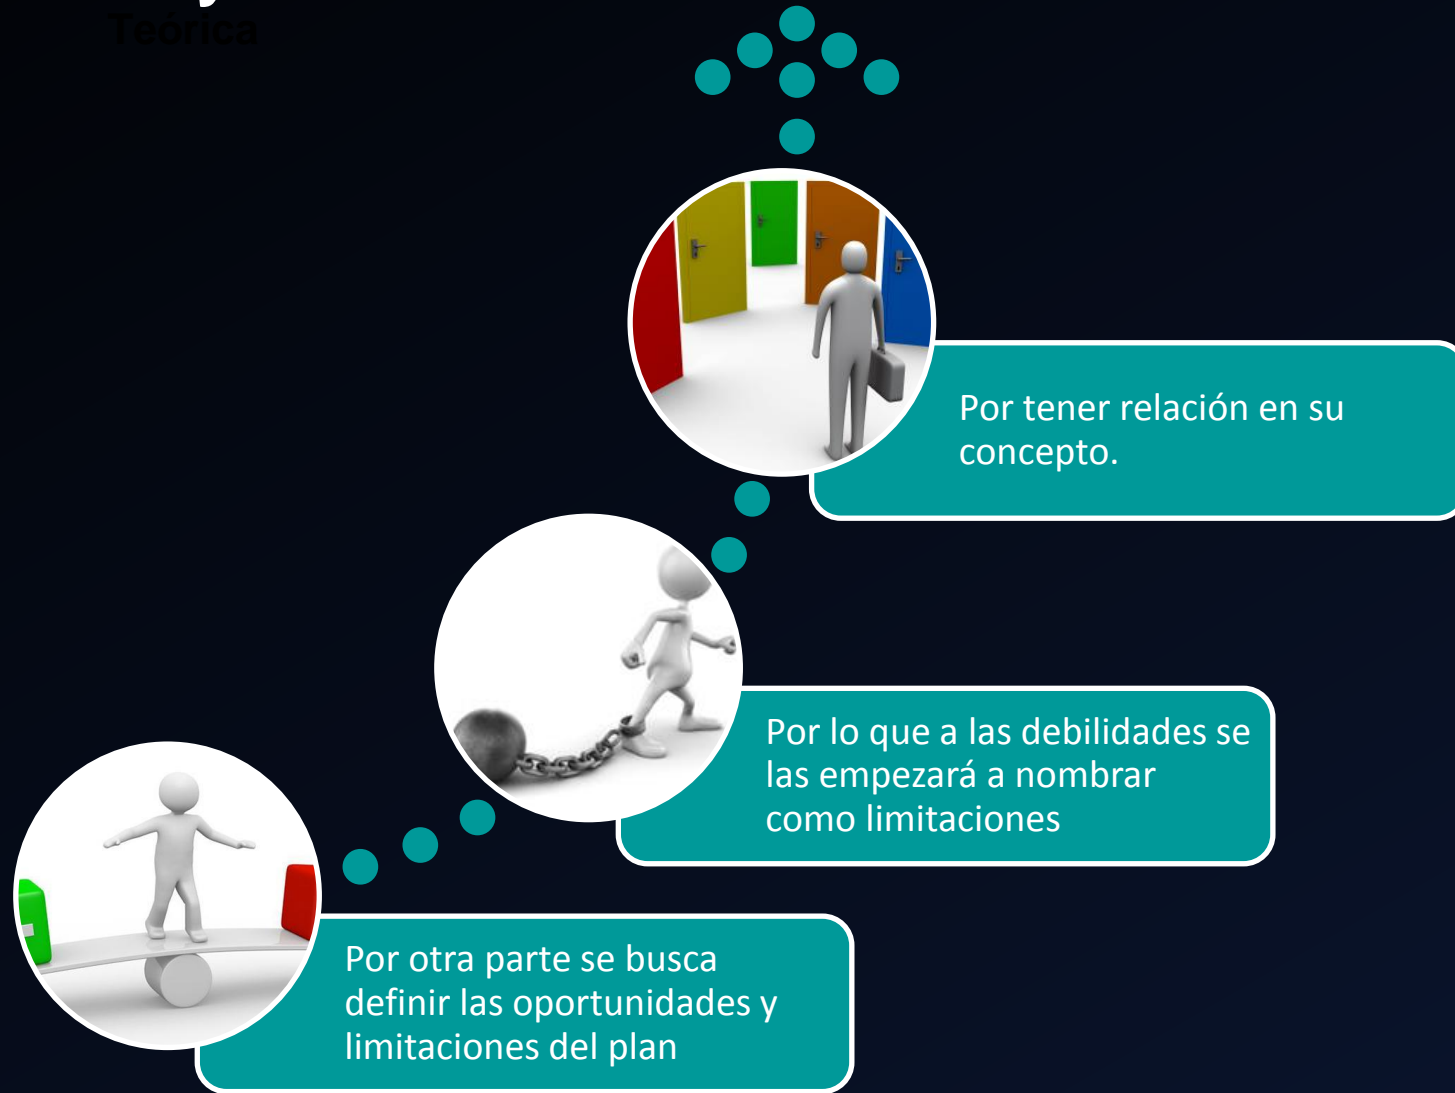 Teórica
Por tener relación en su
concepto.
Por lo que a las debilidades se
las empezará a nombrar
como limitaciones
Por otra parte se busca
definir las oportunidades y
limitaciones del plan